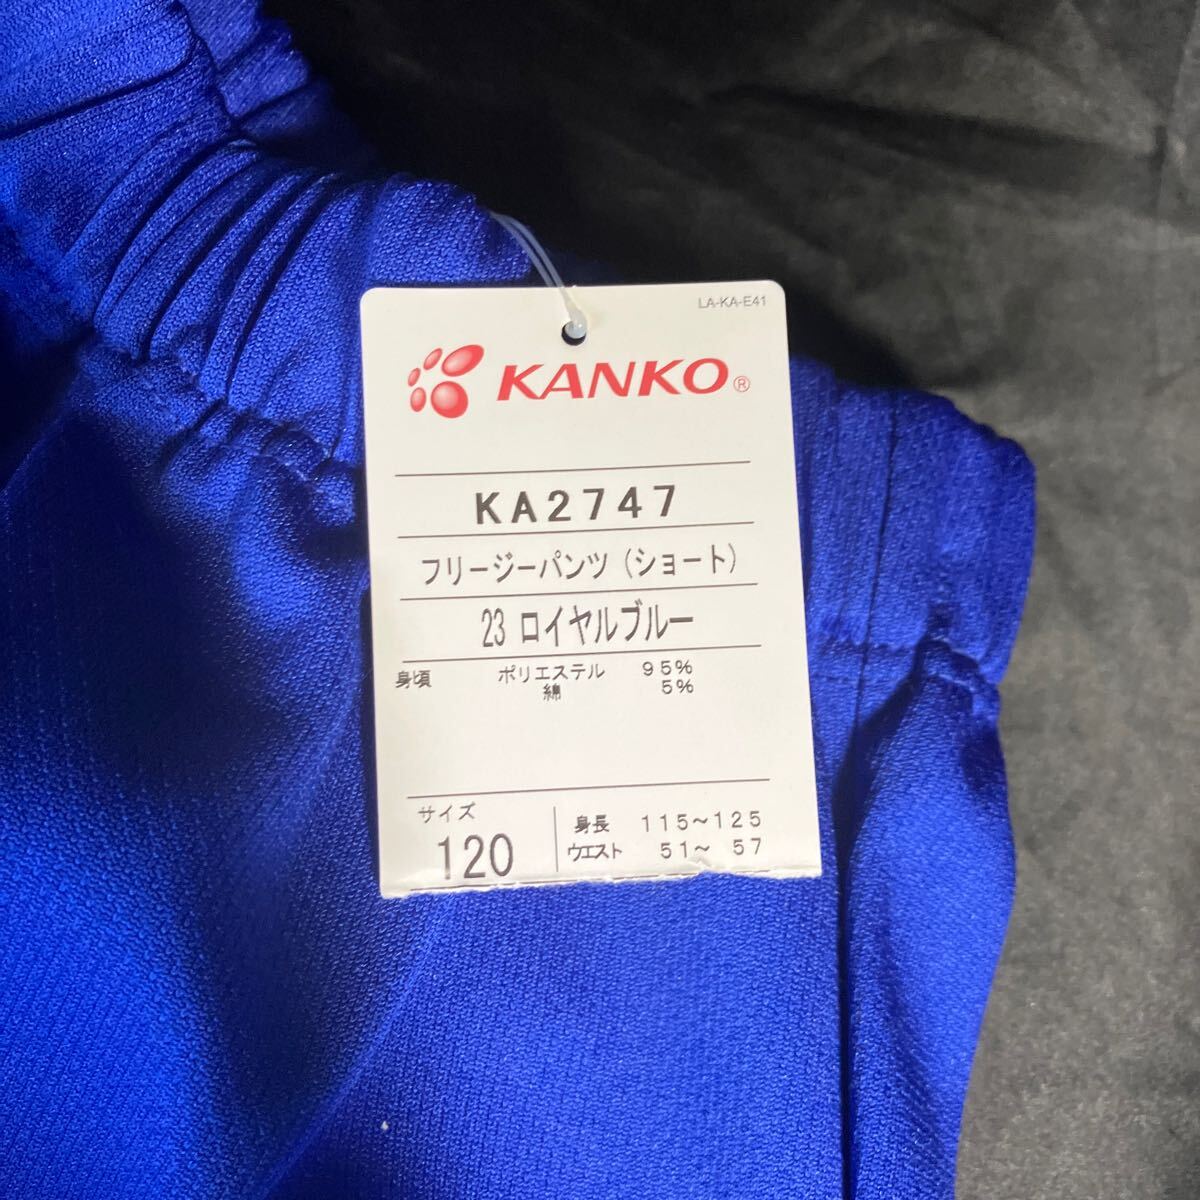 LA-KA-E41
KANKO®
KA2747
フリージーパンツ（ショート）
23 ロイヤルブルー
身頃 ポリエステル 95%
綿 5%
サイズ
120
身長 115～125
ウエスト 51～ 57